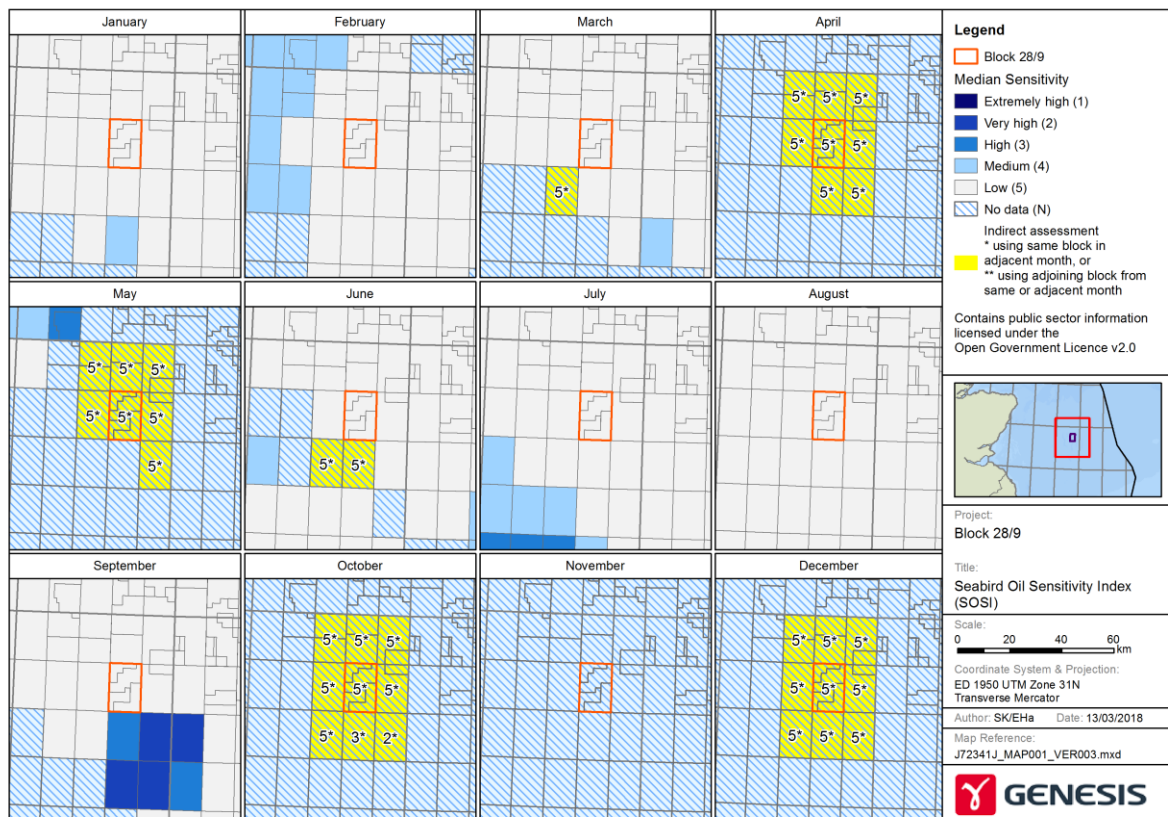 January
February
March
5*
April
5* 5* 5*
5* 5* 5*
5* 5*
May
5* 5* 5*
5* 5* 5*
5*
June
5* 5*
July
August
September
October
5* 5* 5*
5* 5* 5*
5* 3* 2*
November
December
5* 5* 5*
5* 5* 5*
5* 5* 5*
Legend
Block 28/9
Median Sensitivity
Extremely high (1)
Very high (2)
High (3)
Medium (4)
Low (5)
No data (N)
Indirect assessment
* using same block in
adjacent month, or
** using adjoining block from
same or adjacent month
Contains public sector information
licensed under the
Open Government Licence v2.0
Project:
Block 28/9
Title:
Seabird Oil Sensitivity Index
(SOSI)
Scale:
0 20 40 60
km
Coordinate System & Projection:
ED 1950 UTM Zone 31N
Transverse Mercator
Author: SK/EHa Date: 13/03/2018
Map Reference:
J72341J_MAP001_VER003.mxd
GENESIS